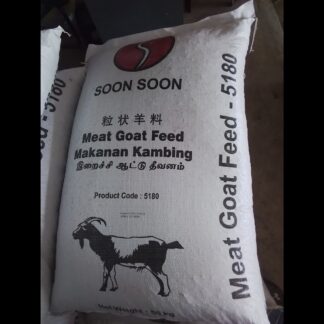 SOON SOON
粒状羊料
Meat Goat Feed
Makanan Kambing
இறைச்சி ஆட்டு தீவனம்
Product Code : 5180
Meat Goat Feed - 5180